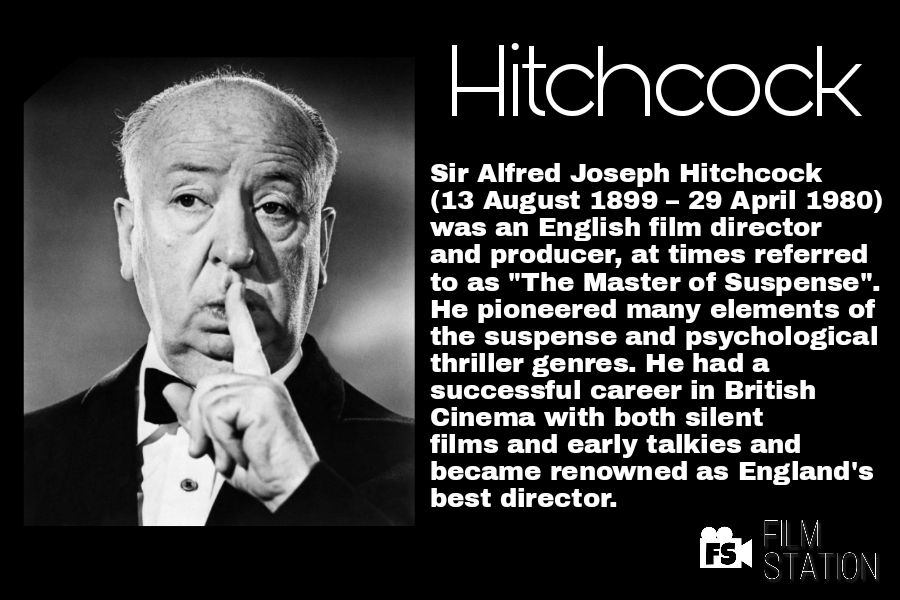 Hitchcock
Sir Alfred Joseph Hitchcock
(13 August 1899 – 29 April 1980)
was an English film director
and producer, at times referred
to as "The Master of Suspense".
He pioneered many elements of
the suspense and psychological
thriller genres. He had a
successful career in British
Cinema with both silent
films and early talkies and
became renowned as England's
best director.
FS
FILM
STATION